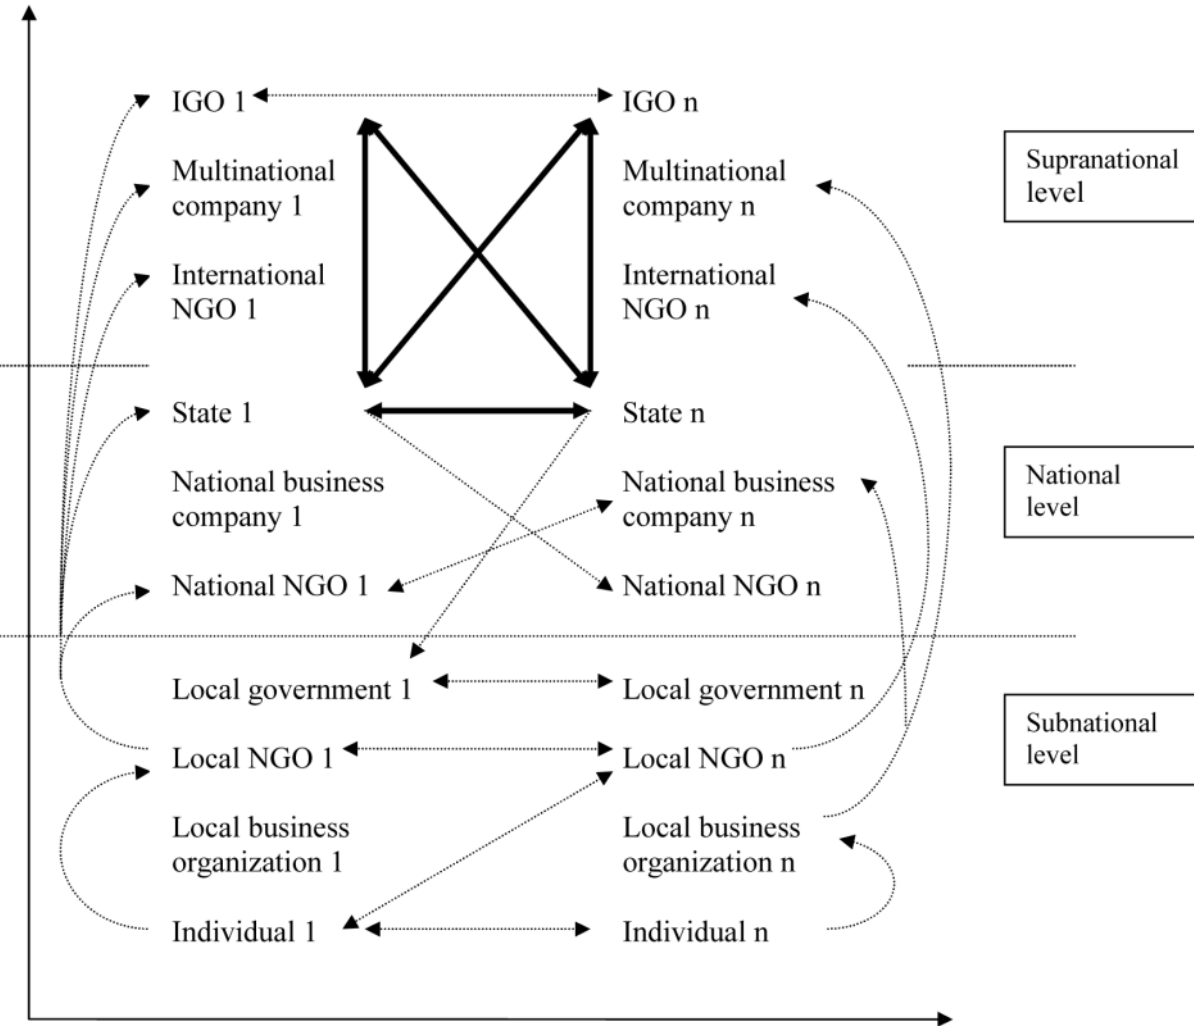 IGO 1
IGO n
Multinational
company 1
Multinational
company n
Supranational
level
International
NGO 1
International
NGO n
State 1
State n
National business
company 1
National business
company n
National
level
National NGO 1
National NGO n
Local government 1
Local government n
Local NGO 1
Local NGO n
Subnational
level
Local business
organization 1
Local business
organization n
Individual 1
Individual n